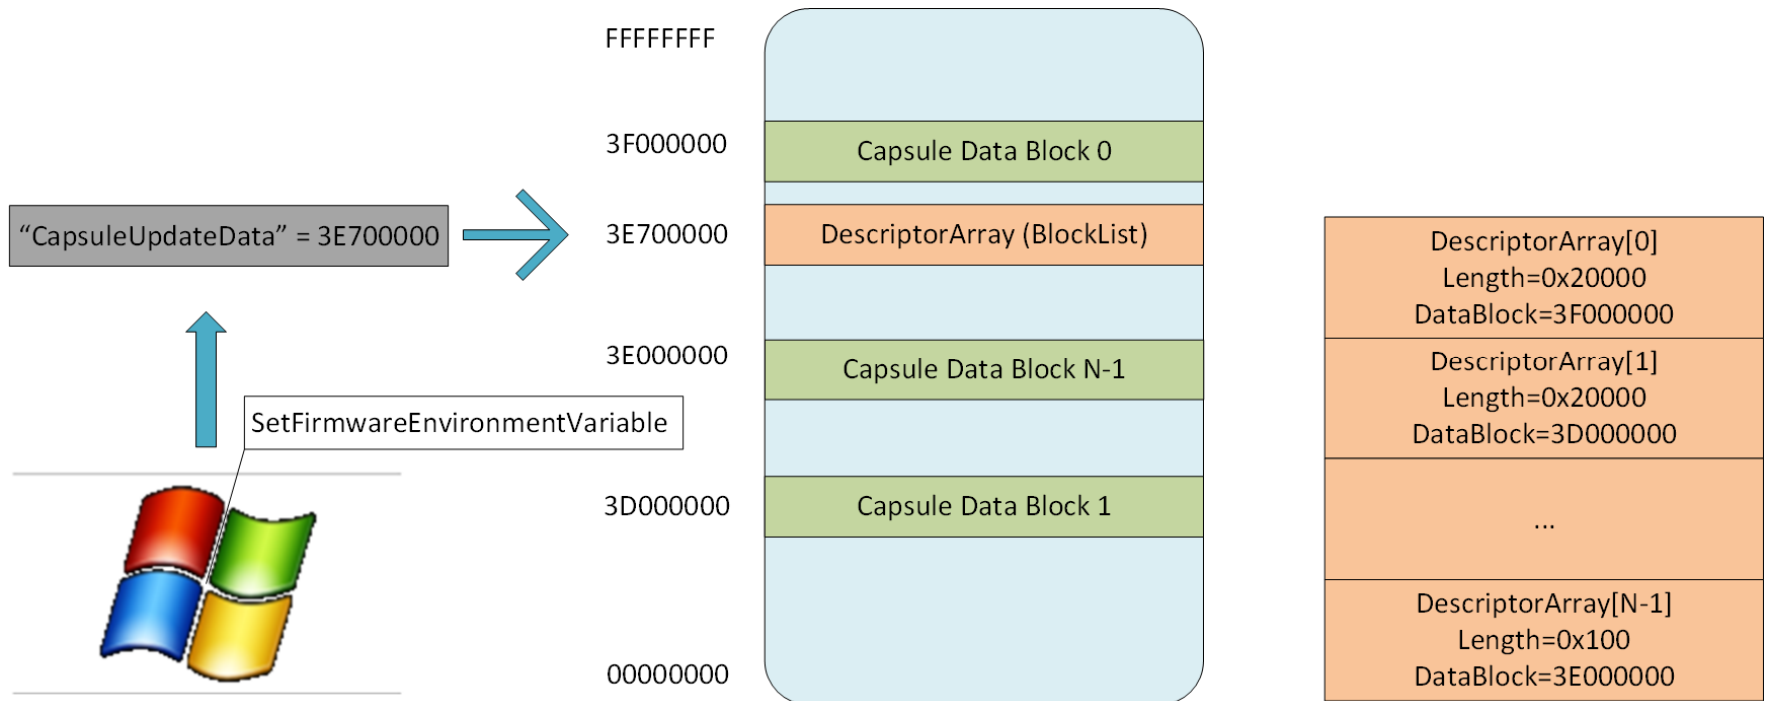 FFFFFFFF
3F000000
Capsule Data Block 0
“CapsuleUpdateData” = 3E700000
3E700000
DescriptorArray (BlockList)
3E000000
Capsule Data Block N-1
SetFirmwareEnvironmentVariable
3D000000
Capsule Data Block 1
00000000
DescriptorArray[0]
Length=0x20000
DataBlock=3F000000
DescriptorArray[1]
Length=0x20000
DataBlock=3D000000
...
DescriptorArray[N-1]
Length=0x100
DataBlock=3E000000